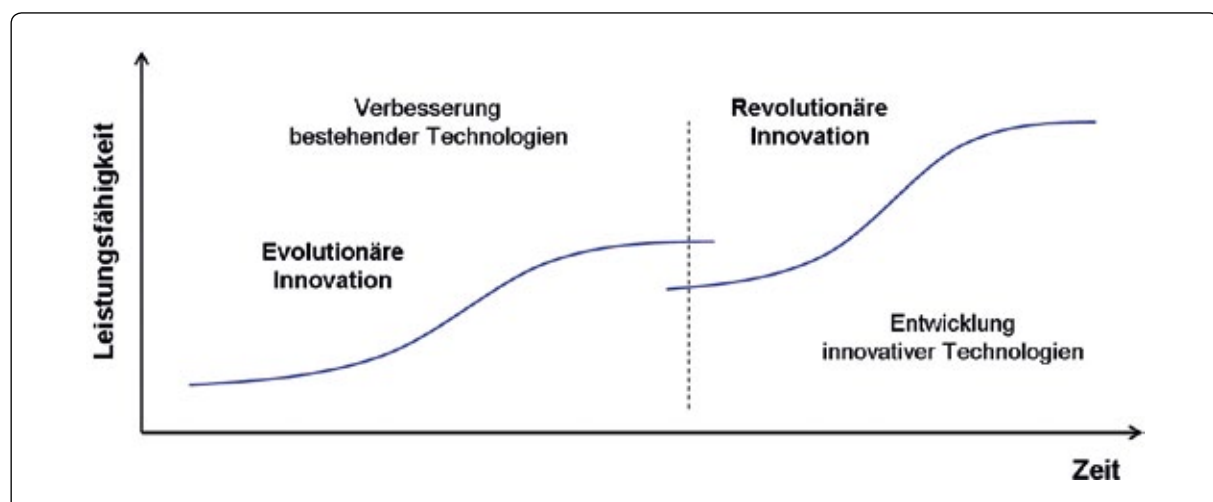 Leistungsfähigkeit
Verbesserung
bestehender Technologien
Evolutionäre
Innovation
Revolutionäre
Innovation
Entwicklung
innovativer Technologien
Zeit